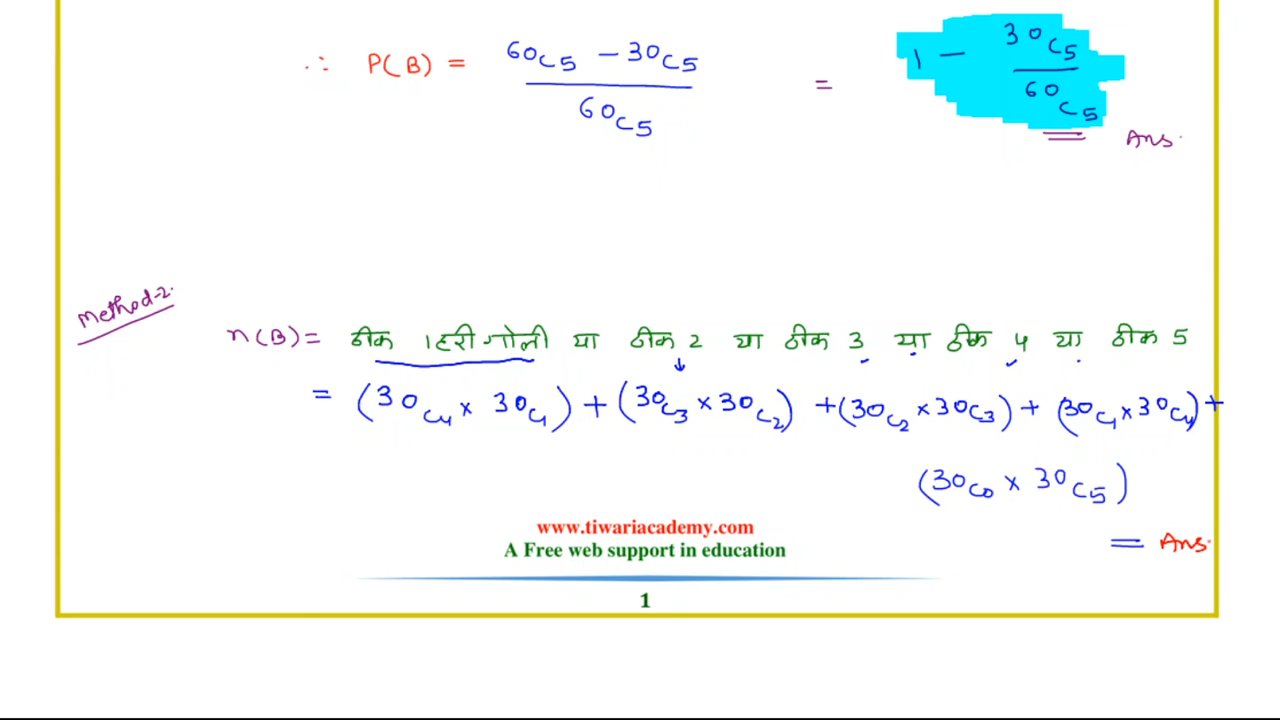 ∴ P(B) = (60C5 − 30C5) / 60C5 = 1 − 30C5 / 60C5
Ans.
Method-2.
n(B) = ठीक 1 हरी गोली या ठीक 2 या ठीक 3 या ठीक 4 या ठीक 5
= (30C4 × 30C1) + (30C3 × 30C2) + (30C2 × 30C3) + (30C1 × 30C4) +
(30C0 × 30C5)
www.tiwariacademy.com
A Free web support in education
= Ans.
1